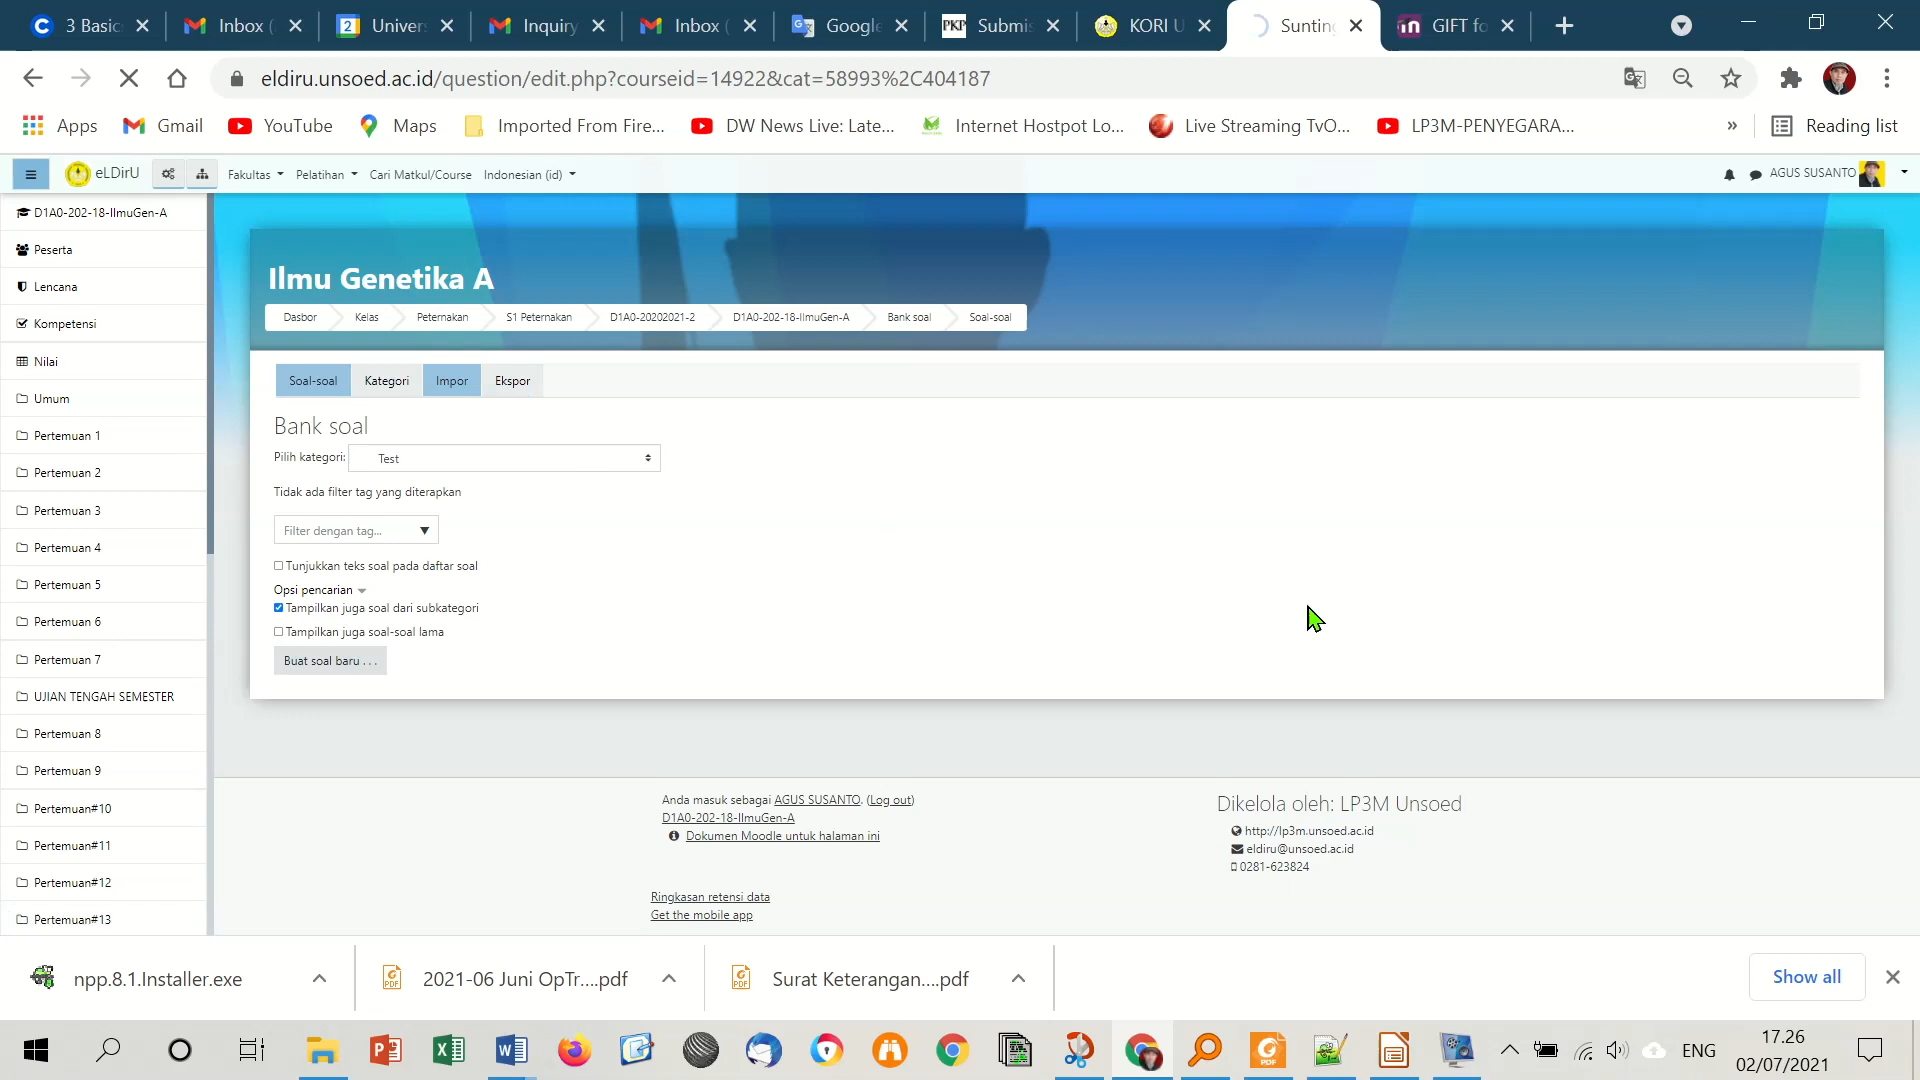 3 Basic
Inbox (
Univer
Inquiry
Inbox (
Google
PKP Submis
KORI U
Sunting
GIFT fo
eldiru.unsoed.ac.id/question/edit.php?courseid=14922&cat=58993%2C404187
Apps
Gmail
YouTube
Maps
Imported From Fire...
DW News Live: Late...
Internet Hostpot Lo...
Live Streaming TvO...
LP3M-PENYEGARA...
»
Reading list
eLDirU
Fakultas
Pelatihan
Cari Matkul/Course
Indonesian (id)
AGUS SUSANTO
D1A0-202-18-IlmuGen-A
Peserta
Lencana
Kompetensi
Nilai
Umum
Pertemuan 1
Pertemuan 2
Pertemuan 3
Pertemuan 4
Pertemuan 5
Pertemuan 6
Pertemuan 7
UJIAN TENGAH SEMESTER
Pertemuan 8
Pertemuan 9
Pertemuan#10
Pertemuan#11
Pertemuan#12
Pertemuan#13
Ilmu Genetika A
Dasbor
Kelas
Peternakan
S1 Peternakan
D1A0-20202021-2
D1A0-202-18-IlmuGen-A
Bank soal
Soal-soal
Soal-soal
Kategori
Impor
Ekspor
Bank soal
Pilih kategori: Test
Tidak ada filter tag yang diterapkan
Filter dengan tag...
Tunjukkan teks soal pada daftar soal
Opsi pencarian
Tampilkan juga soal dari subkategori
Tampilkan juga soal-soal lama
Buat soal baru . . .
Anda masuk sebagai AGUS SUSANTO. (Log out)
D1A0-202-18-IlmuGen-A
Dokumen Moodle untuk halaman ini
Ringkasan retensi data
Get the mobile app
Dikelola oleh: LP3M Unsoed
http://lp3m.unsoed.ac.id
eldiru@unsoed.ac.id
0281-623824
npp.8.1.Installer.exe
2021-06 Juni OpTr....pdf
Surat Keterangan....pdf
Show all
ENG
17.26
02/07/2021